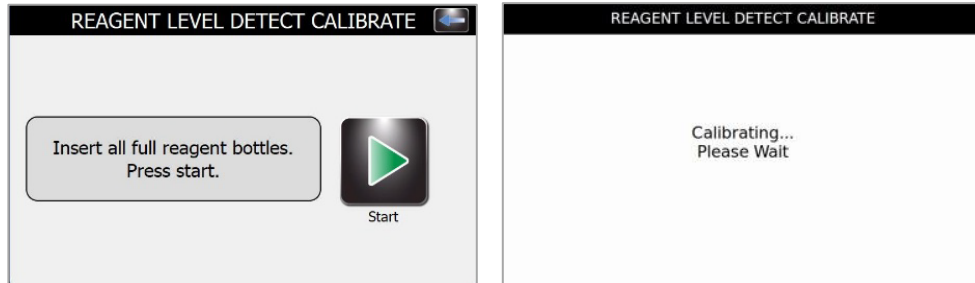 REAGENT LEVEL DETECT CALIBRATE
Insert all full reagent bottles.
Press start.
Start
REAGENT LEVEL DETECT CALIBRATE
Calibrating...
Please Wait